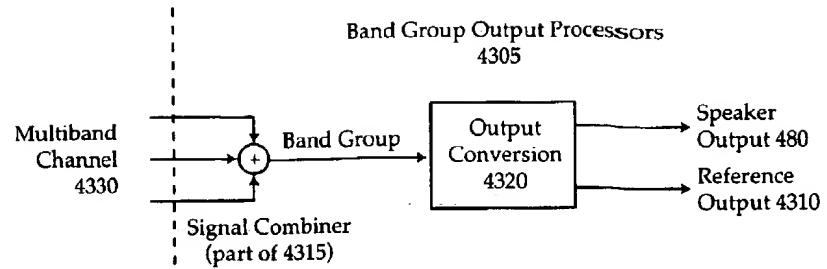 Band Group Output Processors
4305
Multiband
Channel
4330
+
Band Group
Signal Combiner
(part of 4315)
Output
Conversion
4320
Speaker
Output 480
Reference
Output 4310